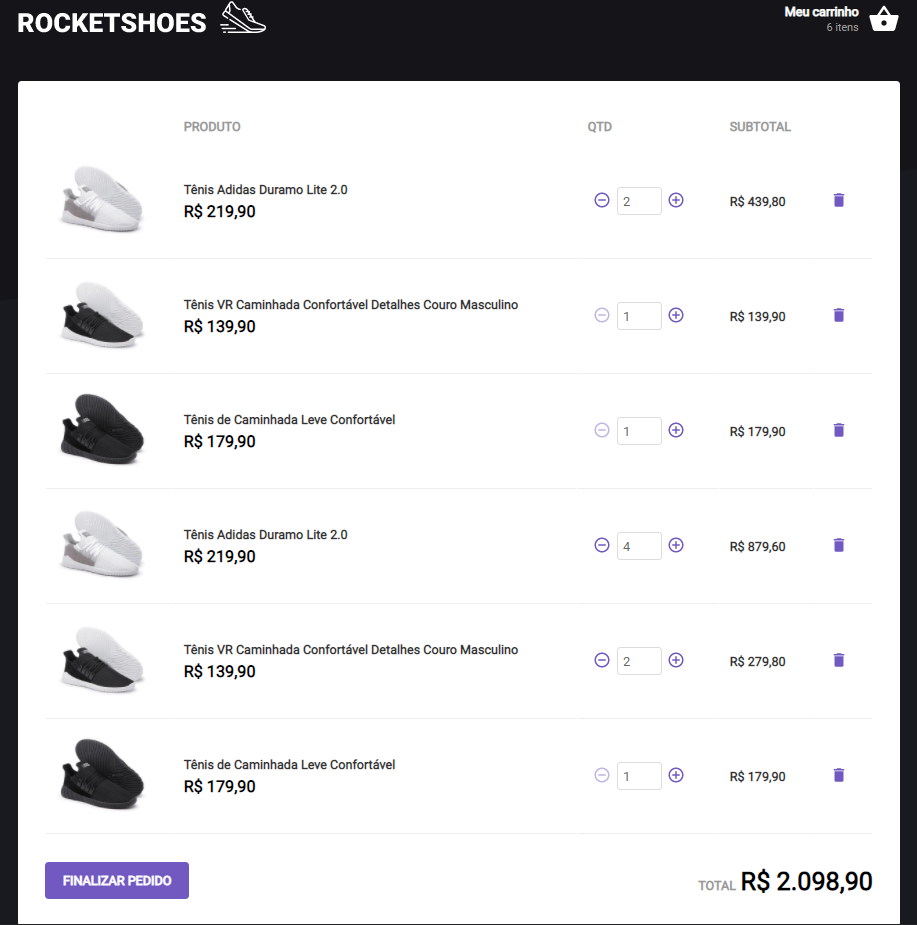 ROCKETSHOES
Meu carrinho
6 itens
PRODUTO QTD SUBTOTAL
Tênis Adidas Duramo Lite 2.0
R$ 219,90
2
R$ 439,80
Tênis VR Caminhada Confortável Detalhes Couro Masculino
R$ 139,90
1
R$ 139,90
Tênis de Caminhada Leve Confortável
R$ 179,90
1
R$ 179,90
Tênis Adidas Duramo Lite 2.0
R$ 219,90
4
R$ 879,60
Tênis VR Caminhada Confortável Detalhes Couro Masculino
R$ 139,90
2
R$ 279,80
Tênis de Caminhada Leve Confortável
R$ 179,90
1
R$ 179,90
FINALIZAR PEDIDO
TOTAL R$ 2.098,90